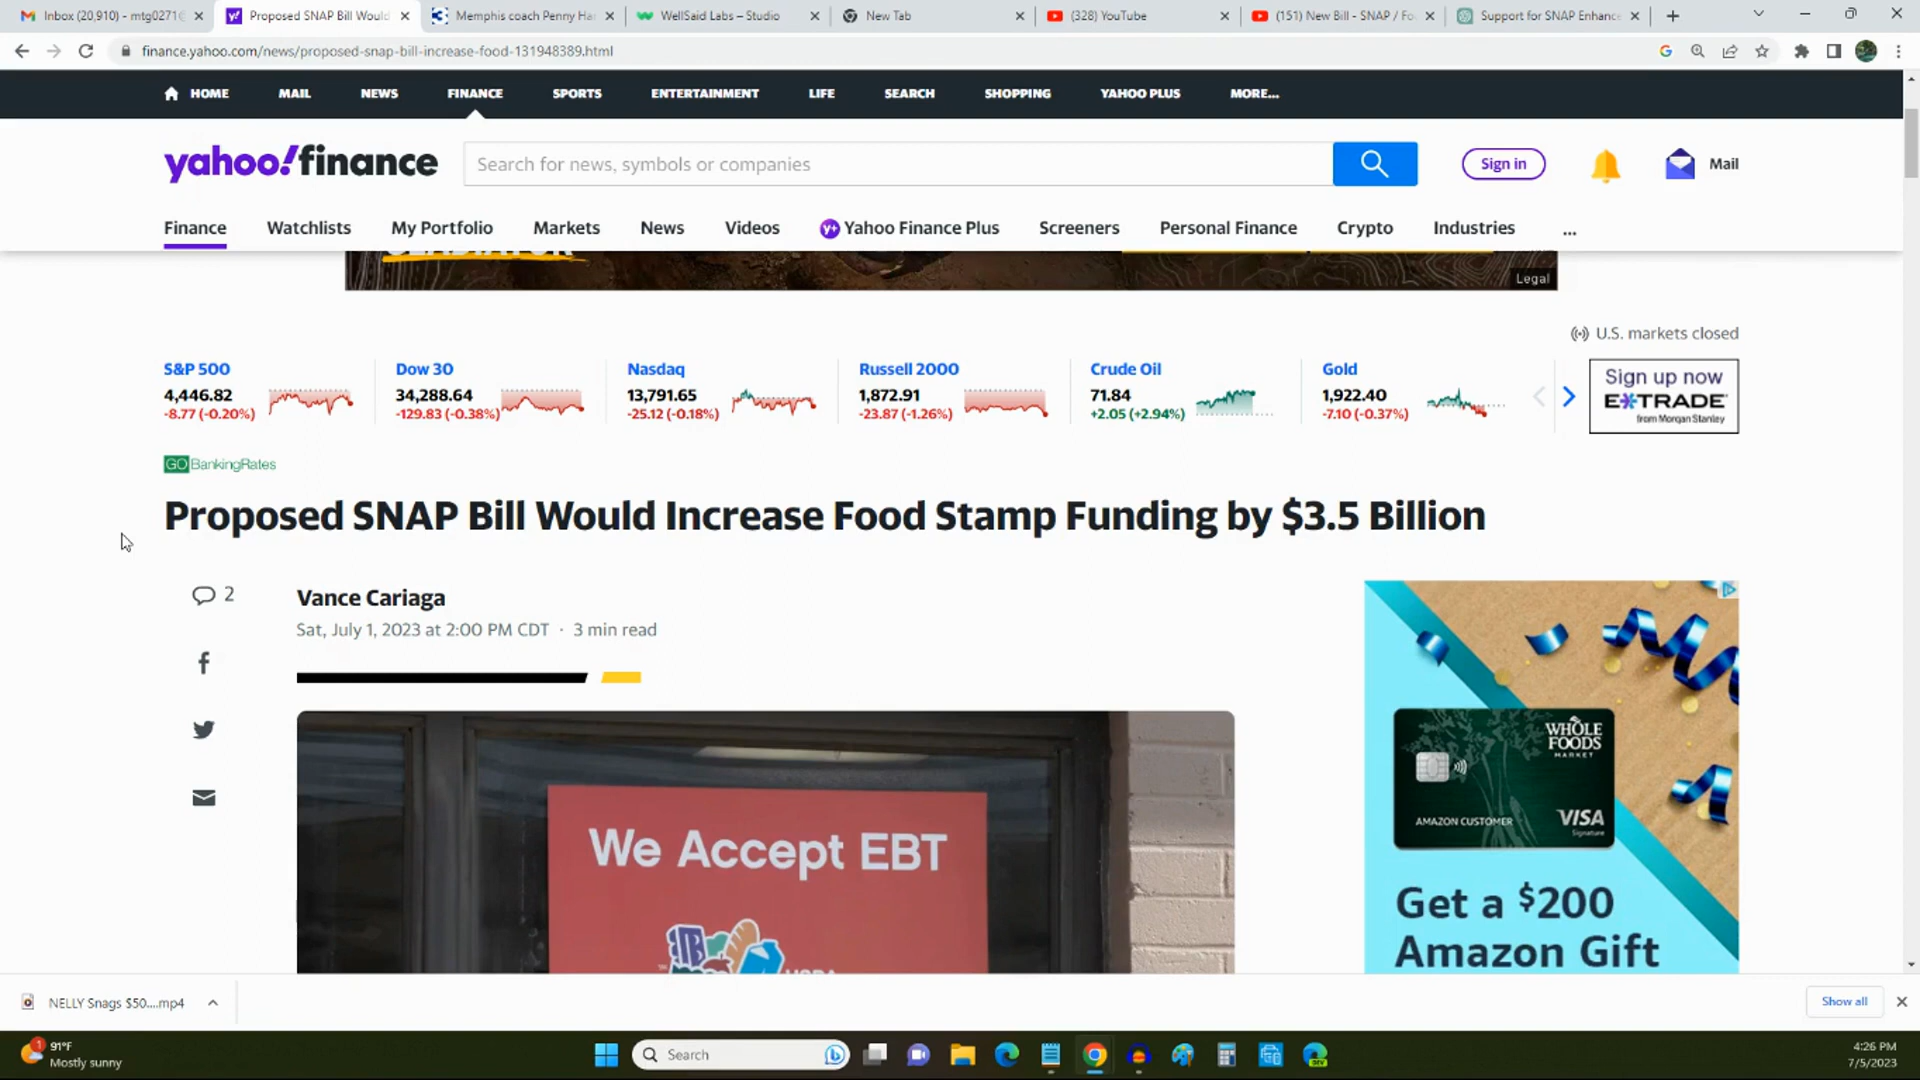 Inbox (20,910) - mtg0271
Proposed SNAP Bill Would
Memphis coach Penny Har
WellSaid Labs – Studio
New Tab
(328) YouTube
(151) New Bill - SNAP / Fo
Support for SNAP Enhance
finance.yahoo.com/news/proposed-snap-bill-increase-food-131948389.html
HOME MAIL NEWS FINANCE SPORTS ENTERTAINMENT LIFE SEARCH SHOPPING YAHOO PLUS MORE...
yahoo!finance
Search for news, symbols or companies
Sign in
Mail
Finance Watchlists My Portfolio Markets News Videos Yahoo Finance Plus Screeners Personal Finance Crypto Industries ...
Legal
U.S. markets closed
S&P 500
4,446.82
-8.77 (-0.20%)
Dow 30
34,288.64
-129.83 (-0.38%)
Nasdaq
13,791.65
-25.12 (-0.18%)
Russell 2000
1,872.91
-23.87 (-1.26%)
Crude Oil
71.84
+2.05 (+2.94%)
Gold
1,922.40
-7.10 (-0.37%)
Sign up now
E*TRADE
from Morgan Stanley
GOBankingRates
Proposed SNAP Bill Would Increase Food Stamp Funding by $3.5 Billion
2
Vance Cariaga
Sat, July 1, 2023 at 2:00 PM CDT · 3 min read
We Accept EBT
WHOLE
FOODS
MARKET
AMAZON CUSTOMER
VISA
Signature
Get a $200
Amazon Gift
NELLY Snags $50....mp4
Show all
1
91°F
Mostly sunny
Search
4:26 PM
7/5/2023